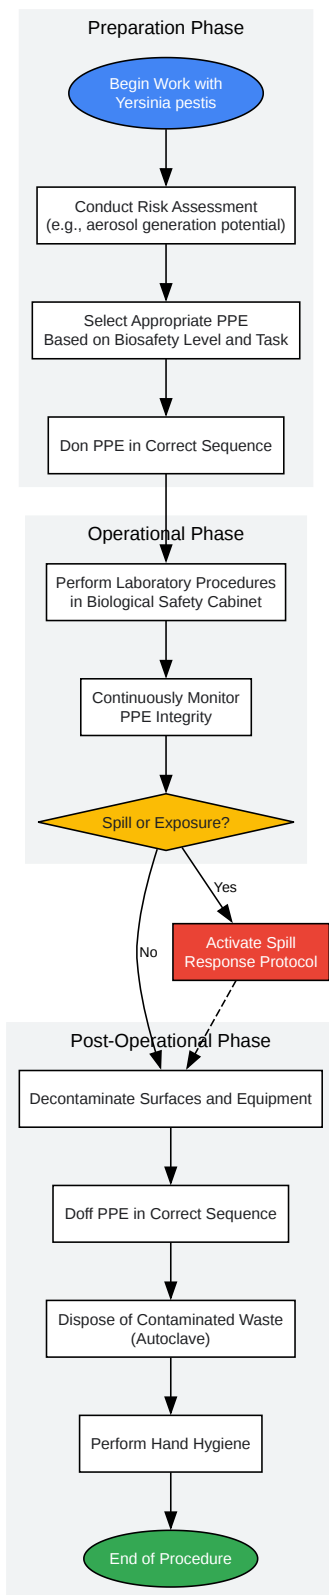 Preparation Phase
Begin Work with
Yersinia pestis
Conduct Risk Assessment
(e.g., aerosol generation potential)
Select Appropriate PPE
Based on Biosafety Level and Task
Don PPE in Correct Sequence
Operational Phase
Perform Laboratory Procedures
in Biological Safety Cabinet
Continuously Monitor
PPE Integrity
Spill or Exposure?
Yes
No
Activate Spill
Response Protocol
Post-Operational Phase
Decontaminate Surfaces and Equipment
Doff PPE in Correct Sequence
Dispose of Contaminated Waste
(Autoclave)
Perform Hand Hygiene
End of Procedure